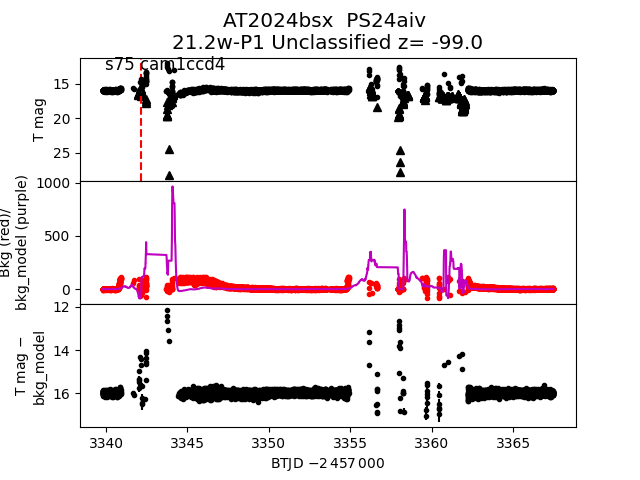 AT2024bsx  PS24aiv
21.2w-P1 Unclassified z= -99.0
s75 cam1ccd4
15
20
25
T mag
1000
500
0
Bkg (red)/
bkg_model (purple)
12
14
16
T mag −
bkg_model
3340
3345
3350
3355
3360
3365
BTJD −2 457 000